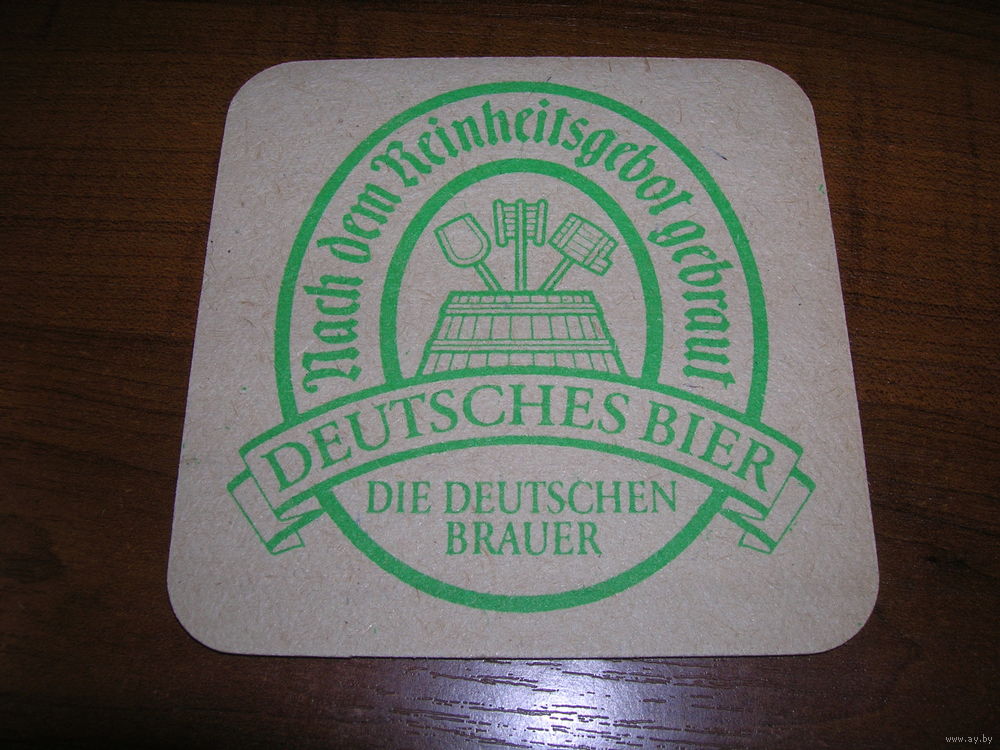 Nach dem Reinheitsgebot gebraut
DEUTSCHES BIER
DIE DEUTSCHEN
BRAUER
www.ay.by